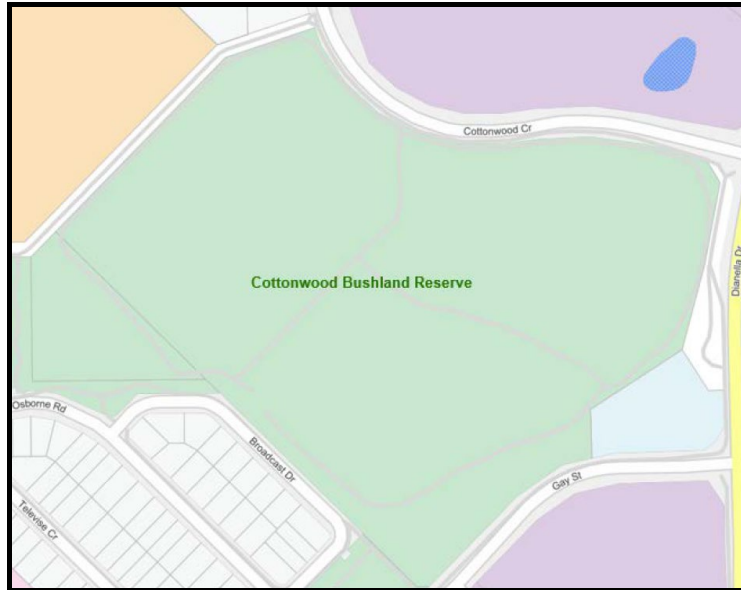 Cottonwood Cr
Dianella Dr
Cottonwood Bushland Reserve
Osborne Rd
Broadcast Dr
Gay St
Televise Cr